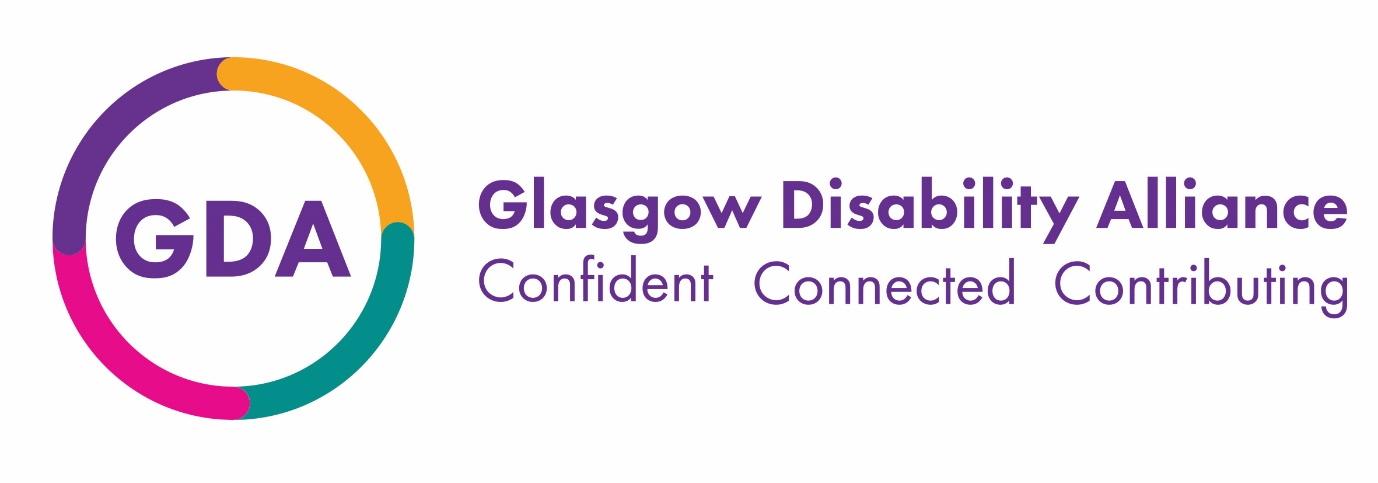 GDA
Glasgow Disability Alliance
Confident Connected Contributing